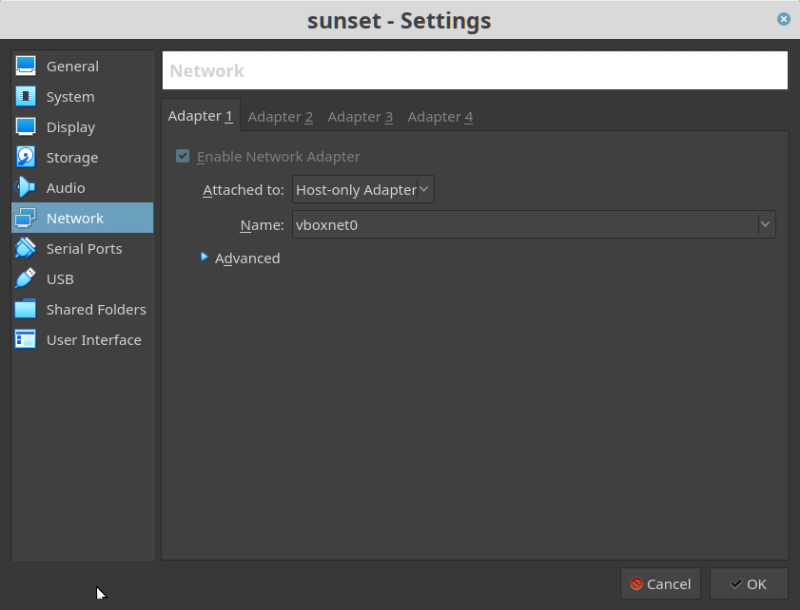 sunset - Settings
General
System
Display
Storage
Audio
Network
Serial Ports
USB
Shared Folders
User Interface
Network
Adapter 1 Adapter 2 Adapter 3 Adapter 4
Enable Network Adapter
Attached to: Host-only Adapter
Name: vboxnet0
Advanced
Cancel OK